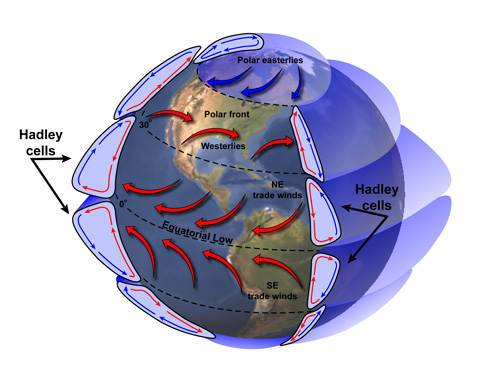 Polar easterlies
Polar front
30°
Westerlies
Hadley
cells
NE
trade winds
Hadley
cells
0°
Equatorial Low
SE
trade winds